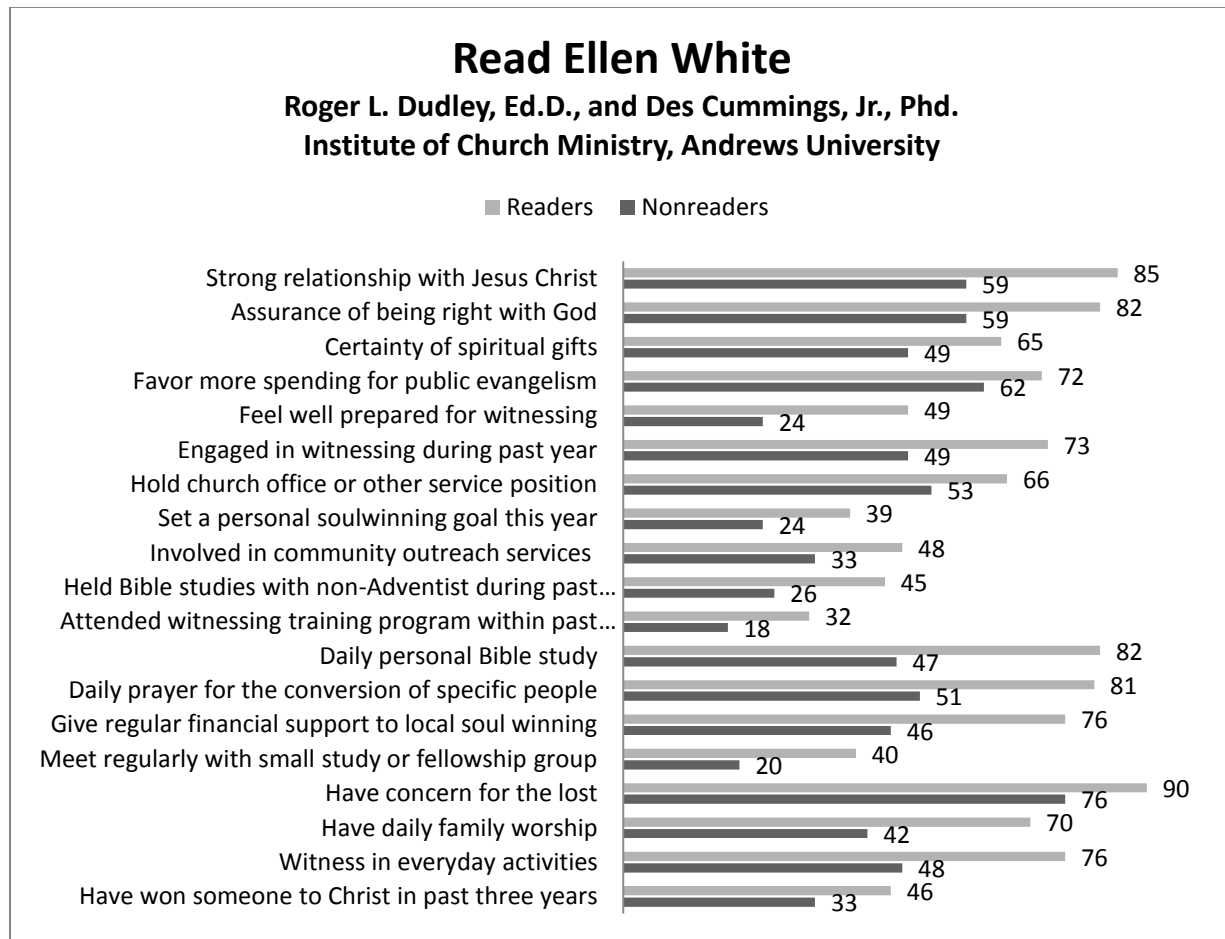 Read Ellen White
Roger L. Dudley, Ed.D., and Des Cummings, Jr., Phd.
Institute of Church Ministry, Andrews University
Readers Nonreaders
Strong relationship with Jesus Christ 85
59
Assurance of being right with God 82
59
Certainty of spiritual gifts 65
49
Favor more spending for public evangelism 72
62
Feel well prepared for witnessing 49
24
Engaged in witnessing during past year 73
49
Hold church office or other service position 66
53
Set a personal soulwinning goal this year 39
24
Involved in community outreach services 48
33
Held Bible studies with non-Adventist during past... 45
26
Attended witnessing training program within past... 32
18
Daily personal Bible study 82
47
Daily prayer for the conversion of specific people 81
51
Give regular financial support to local soul winning 76
46
Meet regularly with small study or fellowship group 40
20
Have concern for the lost 90
76
Have daily family worship 70
42
Witness in everyday activities 76
48
Have won someone to Christ in past three years 46
33